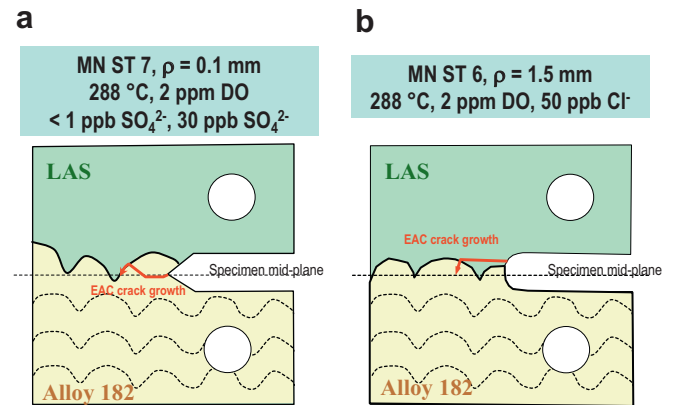 a
MN ST 7, ρ = 0.1 mm
288 °C, 2 ppm DO
< 1 ppb SO₄²⁻, 30 ppb SO₄²⁻
LAS
Specimen mid-plane
EAC crack growth
Alloy 182
b
MN ST 6, ρ = 1.5 mm
288 °C, 2 ppm DO, 50 ppb Cl⁻
LAS
EAC crack growth
Specimen mid-plane
Alloy 182